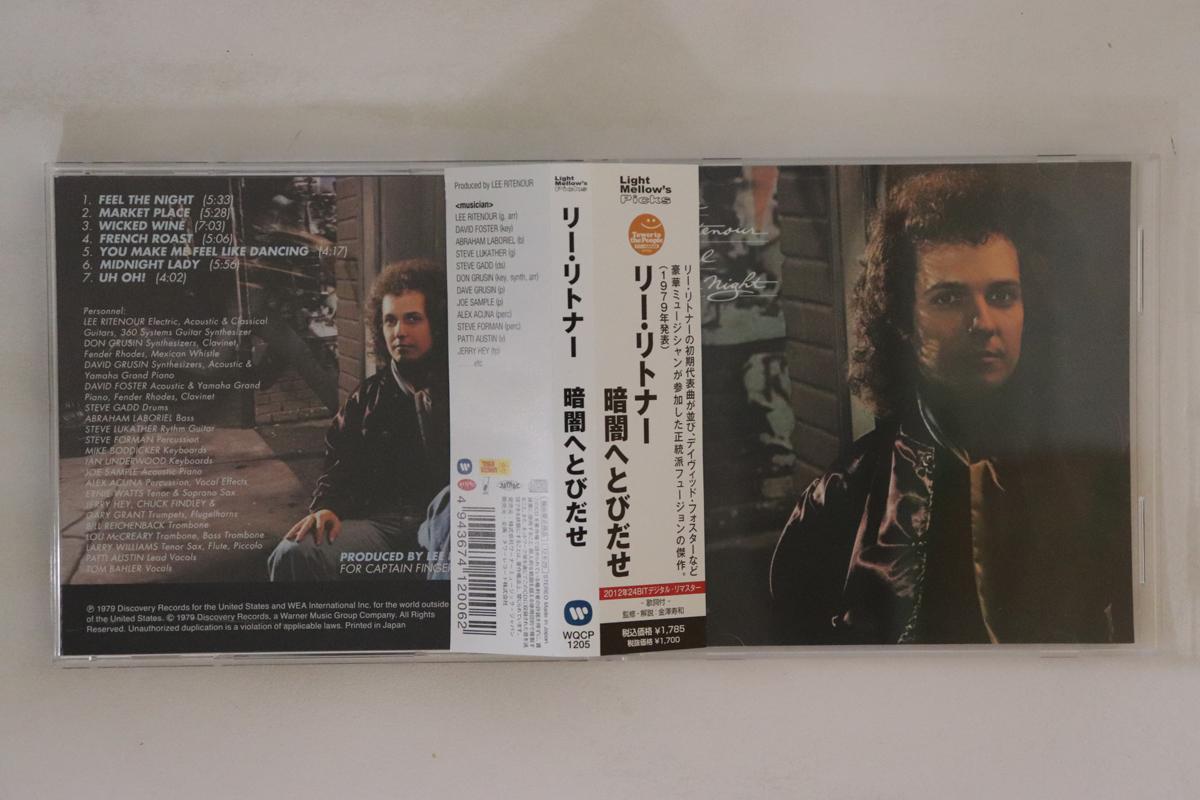 1. FEEL THE NIGHT (5:33)
2. MARKET PLACE (5:28)
3. WICKED WINE (7:03)
4. FRENCH ROAST (5:06)
5. YOU MAKE ME FEEL LIKE DANCING (4:17)
6. MIDNIGHT LADY (5:56)
7. UH OH! (4:02)
Personnel:
LEE RITENOUR Electric, Acoustic & Classical
Guitars, 360 Systems Guitar Synthesizer
DON GRUSIN Synthesizers, Clavinet,
Fender Rhodes, Mexican Whistle
DAVID GRUSIN Synthesizers, Acoustic &
Yamaha Grand Piano
DAVID FOSTER Acoustic & Yamaha Grand
Piano, Fender Rhodes, Clavinet
STEVE GADD Drums
ABRAHAM LABORIEL Bass
STEVE LUKATHER Rythm Guitar
STEVE FORMAN Percussion
MIKE BODDICKER Keyboards
IAN UNDERWOOD Keyboards
JOE SAMPLE Acoustic Piano
ALEX ACUNA Percussion, Vocal Effects
ERNIE WATTS Tenor & Soprano Sax
JERRY HEY, CHUCK FINDLEY &
GARY GRANT Trumpets, Flugelhorns
BILL REICHENBACK Trombone
LOU McCREARY Trombone, Bass Trombone
LARRY WILLIAMS Tenor Sax, Flute, Piccolo
PATTI AUSTIN Lead Vocals
TOM BAHLER Vocals
PRODUCED BY LEE
FOR CAPTAIN FINGE
℗ 1979 Discovery Records for the United States and WEA International Inc. for the world outside
of the United States. © 1979 Discovery Records, a Warner Music Group Company. All Rights
Reserved. Unauthorized duplication is a violation of applicable laws. Printed in Japan
Produced by LEE RITENOUR
<musician>
LEE RITENOUR (g, arr)
DAVID FOSTER (key)
ABRAHAM LABORIEL (b)
STEVE LUKATHER (g)
STEVE GADD (ds)
DON GRUSIN (key, synth, arr)
DAVE GRUSIN (p)
JOE SAMPLE (p)
ALEX ACUNA (perc)
STEVE FORMAN (perc)
PATTI AUSTIN (v)
JERRY HEY (tp)
etc
4 943674 120062
Light
Mellow's
Picks
リー・リトナー 暗闇へとびだせ
WQCP
1205
Light
Mellow's
Picks
Tower to
the People
リー・リトナーの初期代表曲が並び、デイヴィッド・フォスターなど
豪華ミュージシャンが参加した正統派フュージョンの傑作。
(1979年発表)
リー・リトナー
暗闇へとびだせ
2012年24BITデジタル・リマスター
- 歌詞付 -
監修・解説:金澤寿和
税込価格 ¥1,785
税抜価格 ¥1,700
tenour
Night